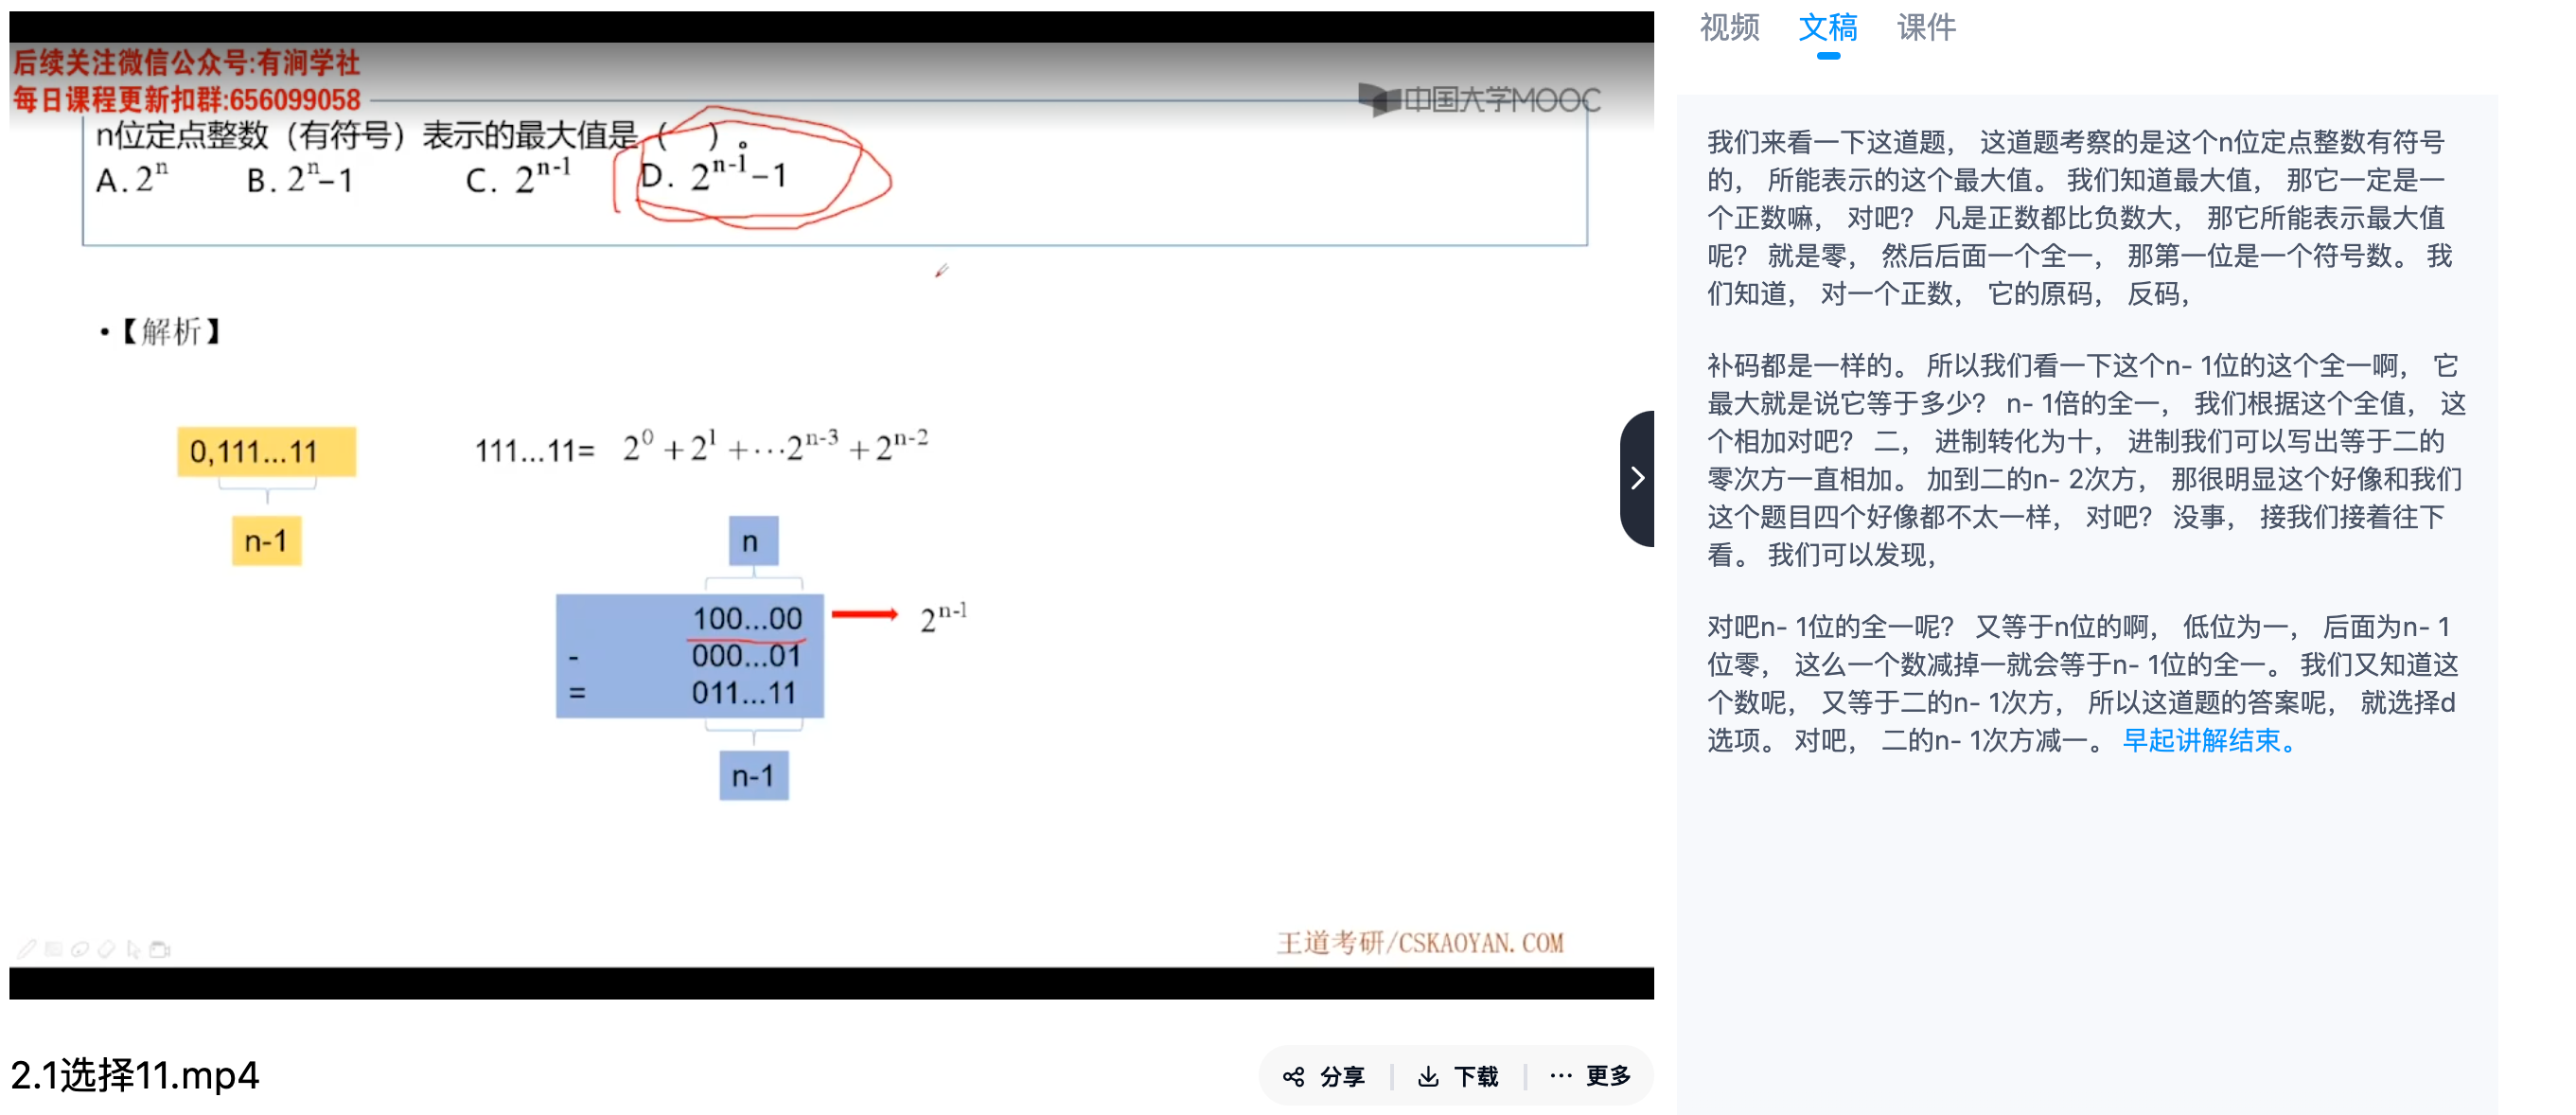 后续关注微信公众号:有涧学社
每日课程更新扣群:656099058
中国大学MOOC
n位定点整数（有符号）表示的最大值是（　）。
A. 2ⁿ B. 2ⁿ–1 C. 2ⁿ⁻¹ D. 2ⁿ⁻¹–1
•【解析】
0,111...11
n-1
111...11= 2⁰ + 2¹ + ···2ⁿ⁻³ + 2ⁿ⁻²
n
100...00
2ⁿ⁻¹
- 000...01
= 011...11
n-1
王道考研/CSKAOYAN.COM
2.1选择11.mp4
分享
下载
更多
视频 文稿 课件
我们来看一下这道题， 这道题考察的是这个n位定点整数有符号
的， 所能表示的这个最大值。 我们知道最大值， 那它一定是一
个正数嘛， 对吧？ 凡是正数都比负数大， 那它所能表示最大值
呢？ 就是零， 然后后面一个全一， 那第一位是一个符号数。 我
们知道， 对一个正数， 它的原码， 反码，
补码都是一样的。 所以我们看一下这个n- 1位的这个全一啊， 它
最大就是说它等于多少？ n- 1倍的全一， 我们根据这个全值， 这
个相加对吧？ 二， 进制转化为十， 进制我们可以写出等于二的
零次方一直相加。 加到二的n- 2次方， 那很明显这个好像和我们
这个题目四个好像都不太一样， 对吧？ 没事， 接我们接着往下
看。 我们可以发现，
对吧n- 1位的全一呢？ 又等于n位的啊， 低位为一， 后面为n- 1
位零， 这么一个数减掉一就会等于n- 1位的全一。 我们又知道这
个数呢， 又等于二的n- 1次方， 所以这道题的答案呢， 就选择d
选项。 对吧， 二的n- 1次方减一。 早起讲解结束。